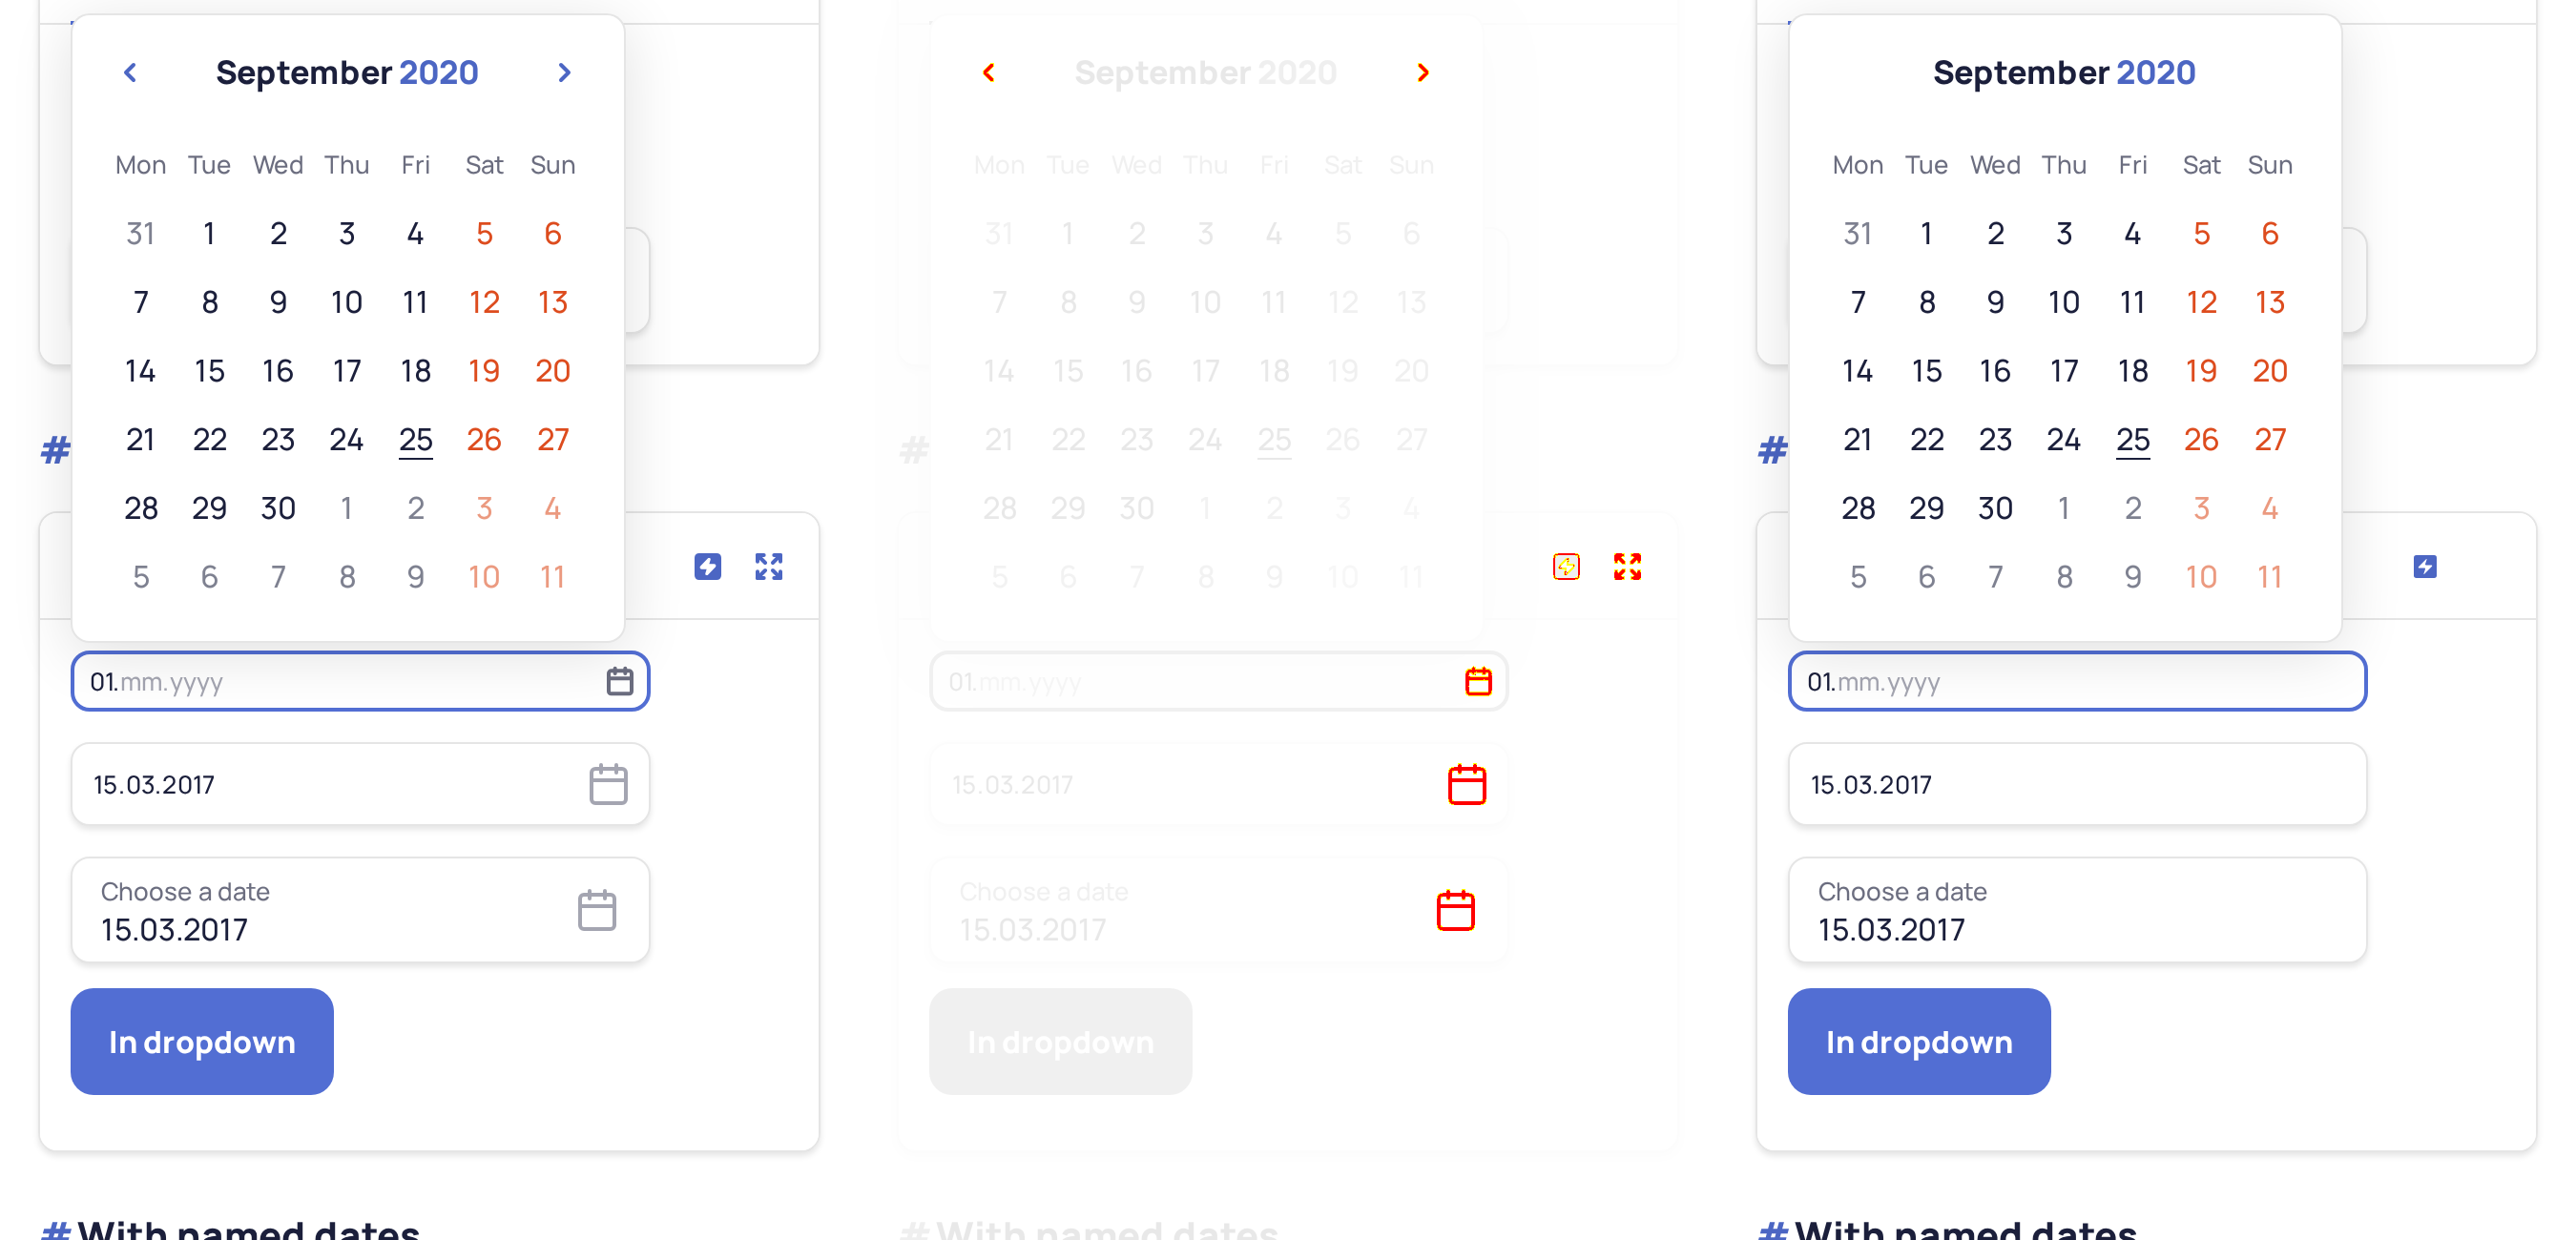 September 2020
Mon Tue Wed Thu Fri Sat Sun
31 1 2 3 4 5 6
7 8 9 10 11 12 13
14 15 16 17 18 19 20
21 22 23 24 25 26 27
28 29 30 1 2 3 4
5 6 7 8 9 10 11
#
01.mm.yyyy
15.03.2017
Choose a date
15.03.2017
In dropdown
# With named dates
September 2020
Mon Tue Wed Thu Fri Sat Sun
31 1 2 3 4 5 6
7 8 9 10 11 12 13
14 15 16 17 18 19 20
21 22 23 24 25 26 27
28 29 30 1 2 3 4
5 6 7 8 9 10 11
#
01.mm.yyyy
15.03.2017
Choose a date
15.03.2017
In dropdown
# With named dates
September 2020
Mon Tue Wed Thu Fri Sat Sun
31 1 2 3 4 5 6
7 8 9 10 11 12 13
14 15 16 17 18 19 20
21 22 23 24 25 26 27
28 29 30 1 2 3 4
5 6 7 8 9 10 11
#
01.mm.yyyy
15.03.2017
Choose a date
15.03.2017
In dropdown
# With named dates